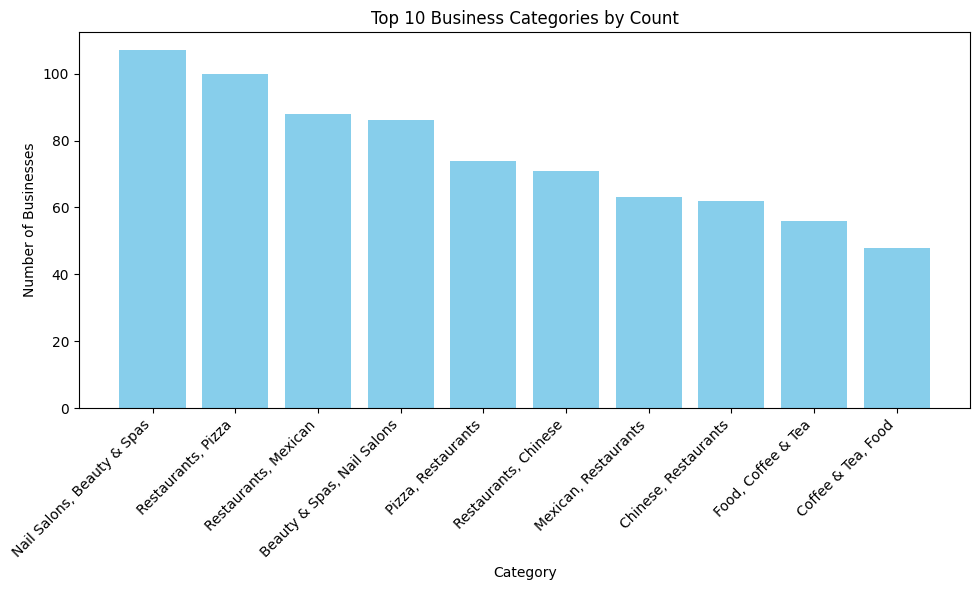 Top 10 Business Categories by Count
Number of Businesses
100
80
60
40
20
0
Nail Salons, Beauty & Spas
Restaurants, Pizza
Restaurants, Mexican
Beauty & Spas, Nail Salons
Pizza, Restaurants
Restaurants, Chinese
Mexican, Restaurants
Chinese, Restaurants
Food, Coffee & Tea
Coffee & Tea, Food
Category